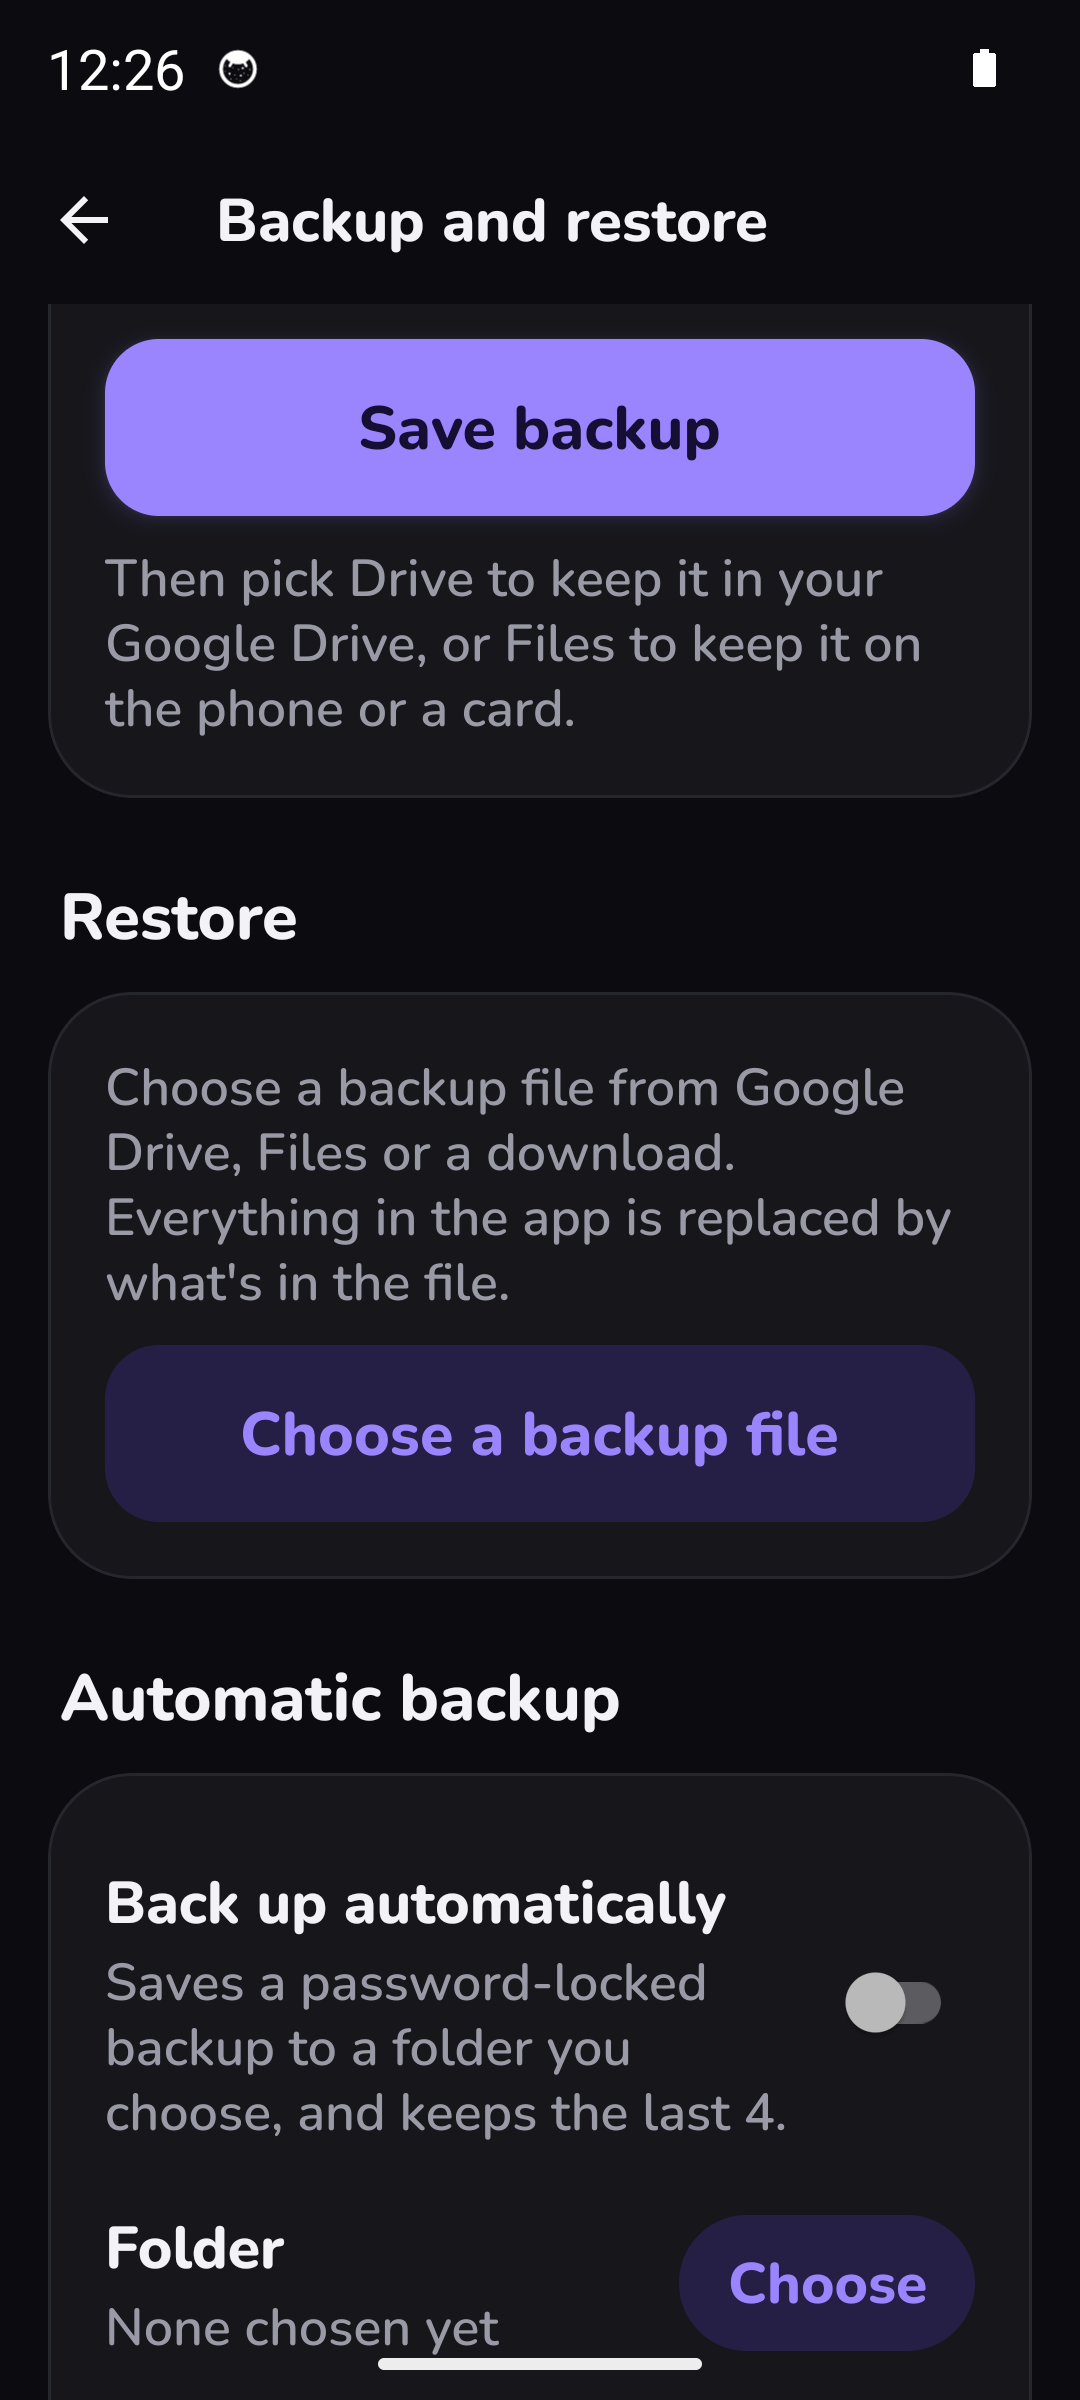 12:26
Backup and restore
Save backup
Then pick Drive to keep it in your
Google Drive, or Files to keep it on
the phone or a card.
Restore
Choose a backup file from Google
Drive, Files or a download.
Everything in the app is replaced by
what's in the file.
Choose a backup file
Automatic backup
Back up automatically
Saves a password-locked
backup to a folder you
choose, and keeps the last 4.
Folder
Choose
None chosen yet